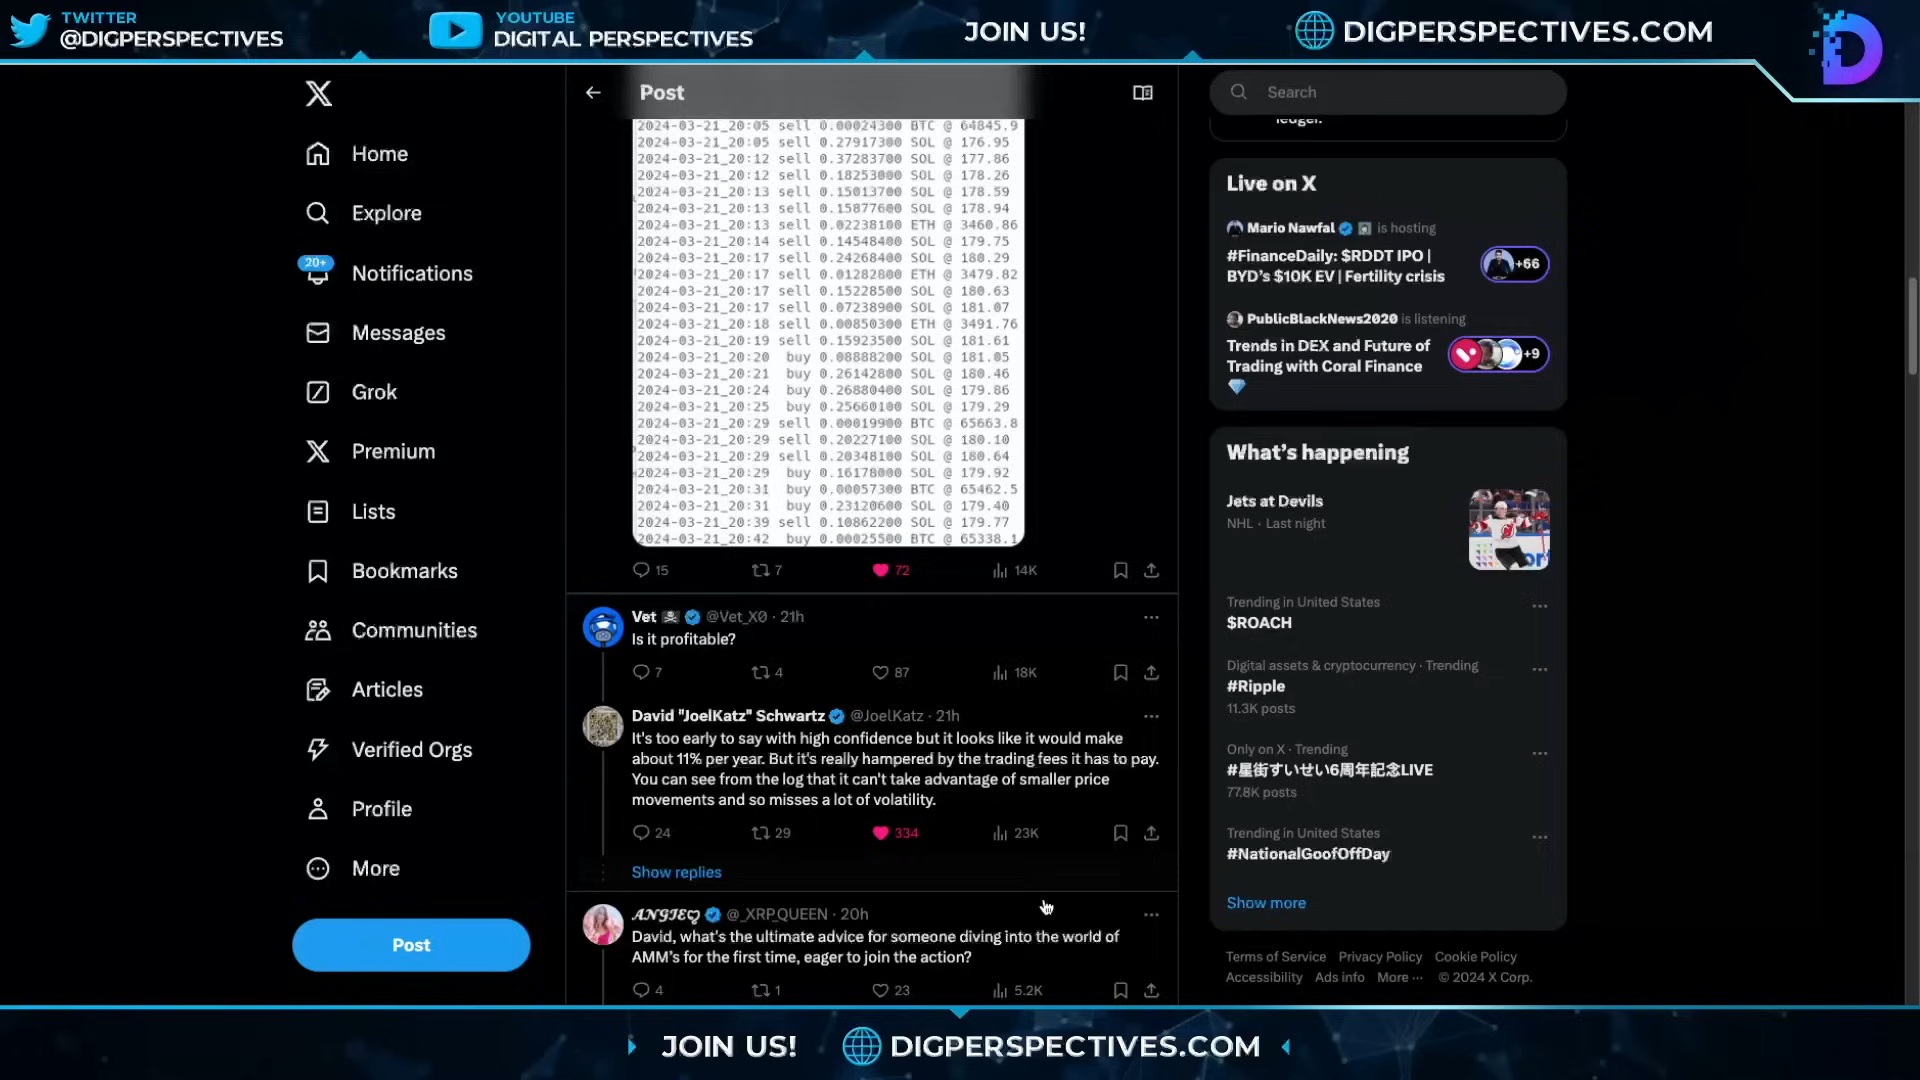 TWITTER
@DIGPERSPECTIVES
YOUTUBE
DIGITAL PERSPECTIVES
JOIN US!
DIGPERSPECTIVES.COM
D
Home
Explore
20+
Notifications
Messages
Grok
Premium
Lists
Bookmarks
Communities
Articles
Verified Orgs
Profile
More
Post
Post
2024-03-21_20:05 sell 0.00024300 BTC @ 64845.9
2024-03-21_20:05 sell 0.27917300 SOL @ 176.95
2024-03-21_20:12 sell 0.37283700 SOL @ 177.86
2024-03-21_20:12 sell 0.18253000 SOL @ 178.26
2024-03-21_20:13 sell 0.15013700 SOL @ 178.59
2024-03-21_20:13 sell 0.15877600 SOL @ 178.94
2024-03-21_20:13 sell 0.02238100 ETH @ 3460.86
2024-03-21_20:14 sell 0.14548400 SOL @ 179.75
2024-03-21_20:17 sell 0.24268400 SOL @ 180.29
2024-03-21_20:17 sell 0.01282800 ETH @ 3479.82
2024-03-21_20:17 sell 0.15228500 SOL @ 180.63
2024-03-21_20:17 sell 0.07238900 SOL @ 181.07
2024-03-21_20:18 sell 0.00850300 ETH @ 3491.76
2024-03-21_20:19 sell 0.15923500 SOL @ 181.61
2024-03-21_20:20 buy 0.08888200 SOL @ 181.05
2024-03-21_20:21 buy 0.26142800 SOL @ 180.46
2024-03-21_20:24 buy 0.26880400 SOL @ 179.86
2024-03-21_20:25 buy 0.25660100 SOL @ 179.29
2024-03-21_20:29 sell 0.00019900 BTC @ 65663.8
2024-03-21_20:29 sell 0.20227100 SOL @ 180.10
2024-03-21_20:29 sell 0.20348100 SOL @ 180.64
2024-03-21_20:29 buy 0.16178000 SOL @ 179.92
2024-03-21_20:31 buy 0.00057300 BTC @ 65462.5
2024-03-21_20:31 buy 0.23120600 SOL @ 179.40
2024-03-21_20:39 sell 0.10862200 SOL @ 179.77
2024-03-21_20:42 buy 0.00025500 BTC @ 65338.1
15 7 72 14K
Vet @Vet_X0 · 21h
Is it profitable?
7 4 87 18K
David "JoelKatz" Schwartz @JoelKatz · 21h
It's too early to say with high confidence but it looks like it would make
about 11% per year. But it's really hampered by the trading fees it has to pay.
You can see from the log that it can't take advantage of smaller price
movements and so misses a lot of volatility.
24 29 334 23K
Show replies
ANGIE @_XRP_QUEEN · 20h
David, what's the ultimate advice for someone diving into the world of
AMM's for the first time, eager to join the action?
4 1 23 5.2K
Search
ledger.
Live on X
Mario Nawfal is hosting
#FinanceDaily: $RDDT IPO |
BYD's $10K EV | Fertility crisis
+66
PublicBlackNews2020 is listening
Trends in DEX and Future of
Trading with Coral Finance
+9
What's happening
Jets at Devils
NHL · Last night
Trending in United States
$ROACH
Digital assets & cryptocurrency · Trending
#Ripple
11.3K posts
Only on X · Trending
#星街すいせい6周年記念LIVE
77.8K posts
Trending in United States
#NationalGoofOffDay
Show more
Terms of Service Privacy Policy Cookie Policy
Accessibility Ads info More ··· © 2024 X Corp.
JOIN US! DIGPERSPECTIVES.COM